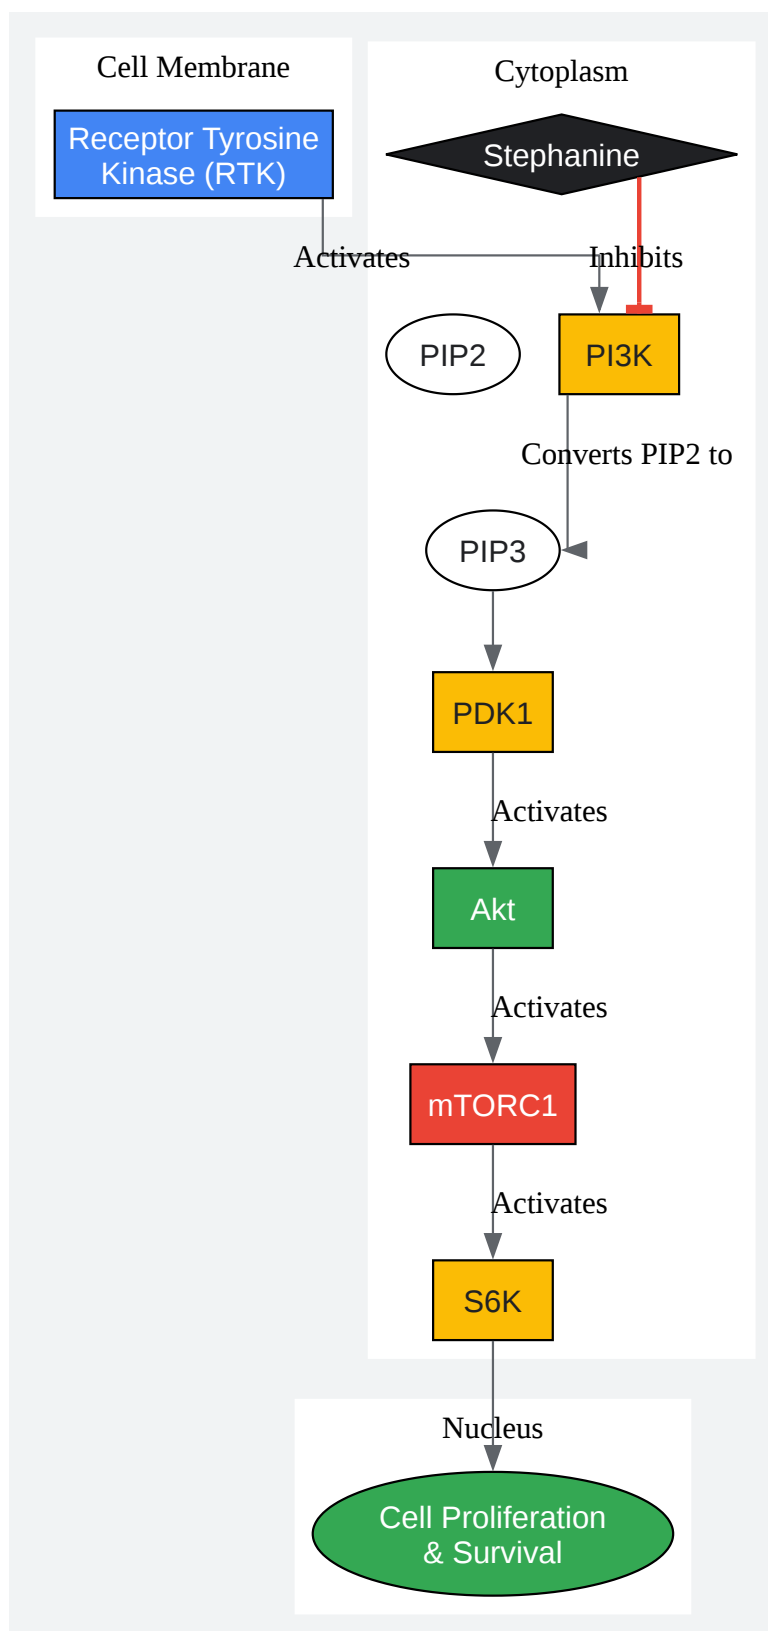 Cell Membrane
Cytoplasm
Receptor Tyrosine
Kinase (RTK)
Stephanine
Activates
Inhibits
PIP2
PI3K
Converts PIP2 to
PIP3
PDK1
Activates
Akt
Activates
mTORC1
Activates
S6K
Nucleus
Cell Proliferation
& Survival